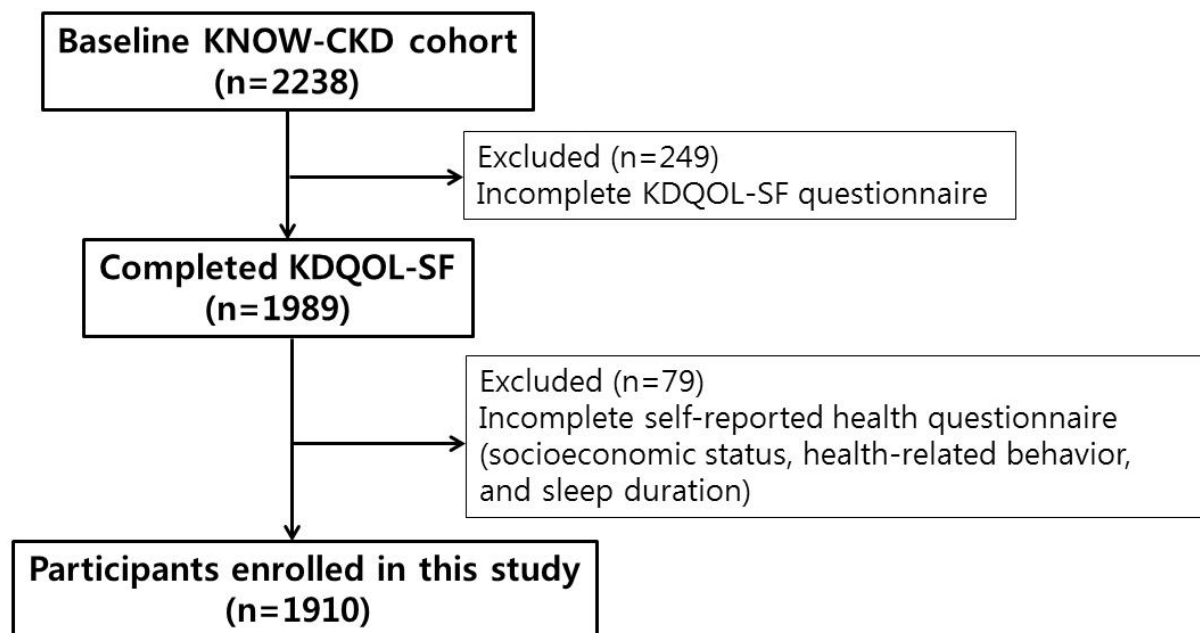 Baseline KNOW-CKD cohort
(n=2238)
Excluded (n=249)
Incomplete KDQOL-SF questionnaire
Completed KDQOL-SF
(n=1989)
Excluded (n=79)
Incomplete self-reported health questionnaire
(socioeconomic status, health-related behavior,
and sleep duration)
Participants enrolled in this study
(n=1910)